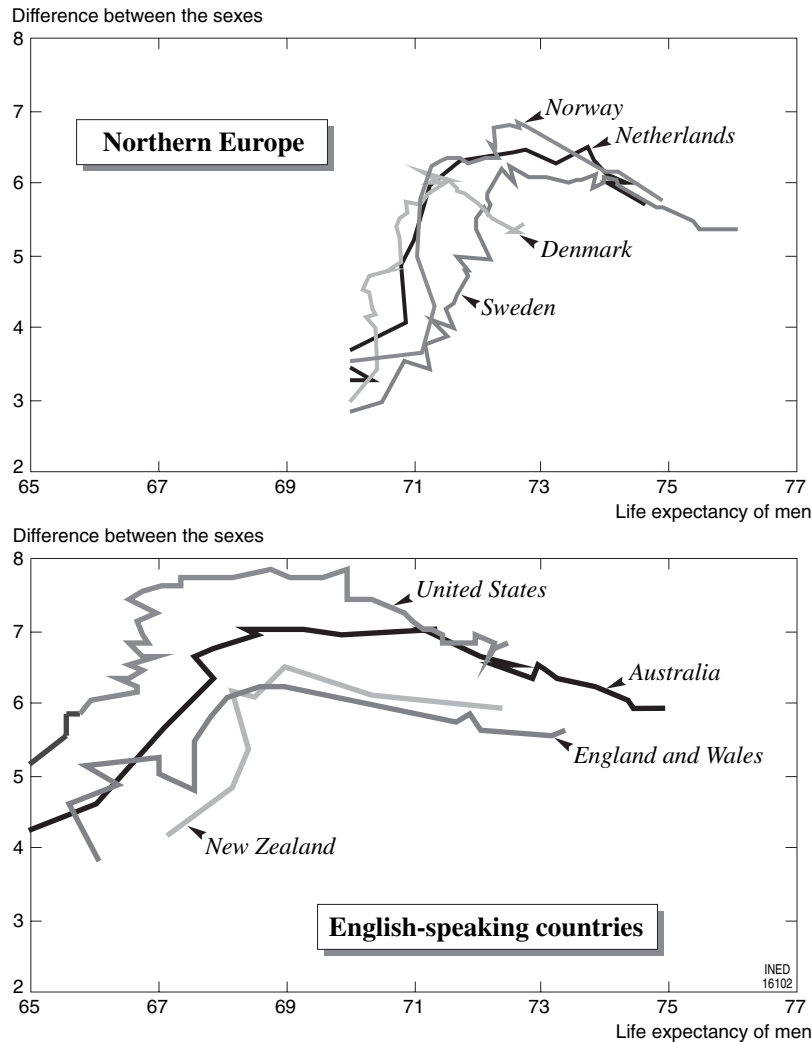 Difference between the sexes
8
7
6
5
4
3
2
Northern Europe
Norway
Netherlands
Denmark
Sweden
65 67 69 71 73 75 77
Life expectancy of men
Difference between the sexes
8
7
6
5
4
3
2
United States
Australia
England and Wales
New Zealand
English-speaking countries
INED
16102
65 67 69 71 73 75 77
Life expectancy of men